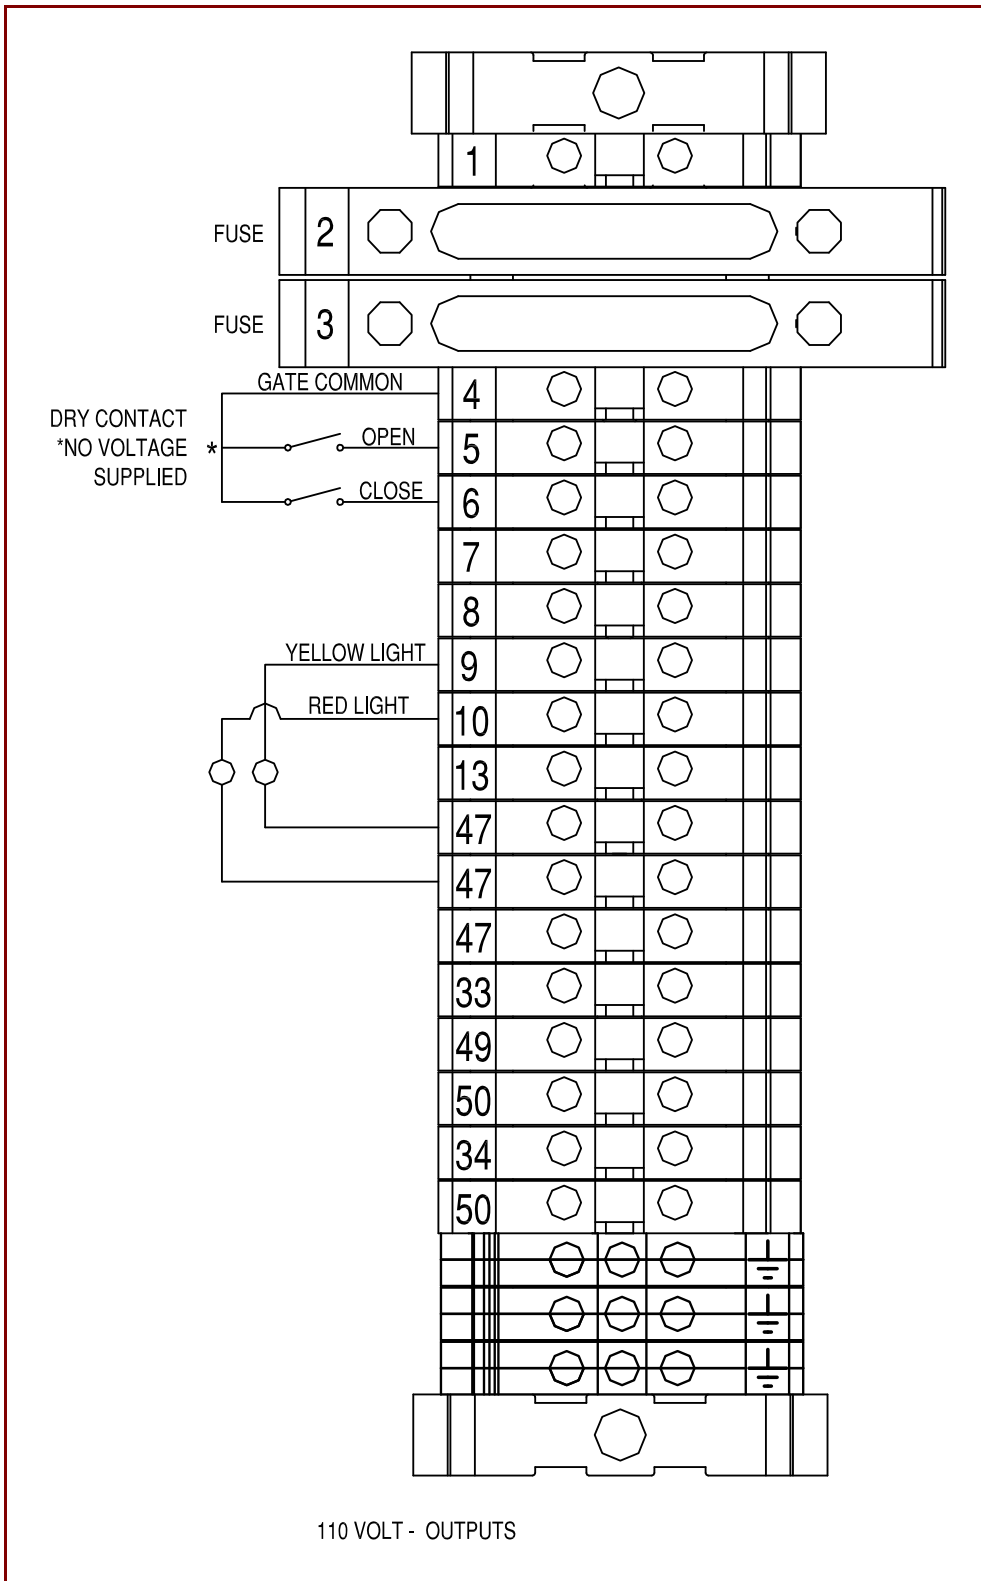 1
FUSE 2
FUSE 3
GATE COMMON 4
DRY CONTACT
*NO VOLTAGE
SUPPLIED
*
OPEN 5
CLOSE 6
7
8
YELLOW LIGHT 9
RED LIGHT 10
13
47
47
47
33
49
50
34
50
110 VOLT - OUTPUTS